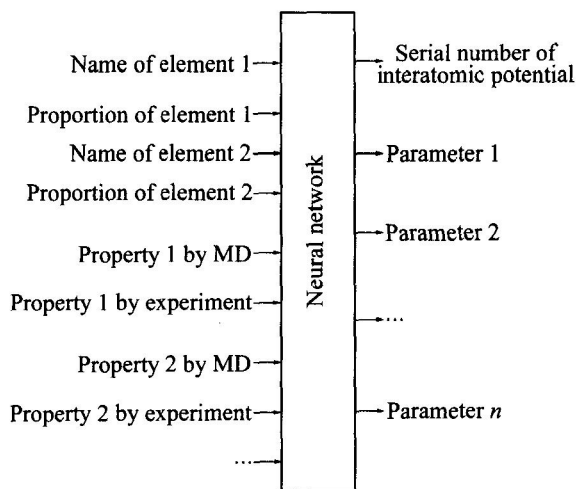 Name of element 1
Proportion of element 1
Name of element 2
Proportion of element 2
Property 1 by MD
Property 1 by experiment
Property 2 by MD
Property 2 by experiment
...
Neural network
Serial number of
interatomic potential
Parameter 1
Parameter 2
...
Parameter n